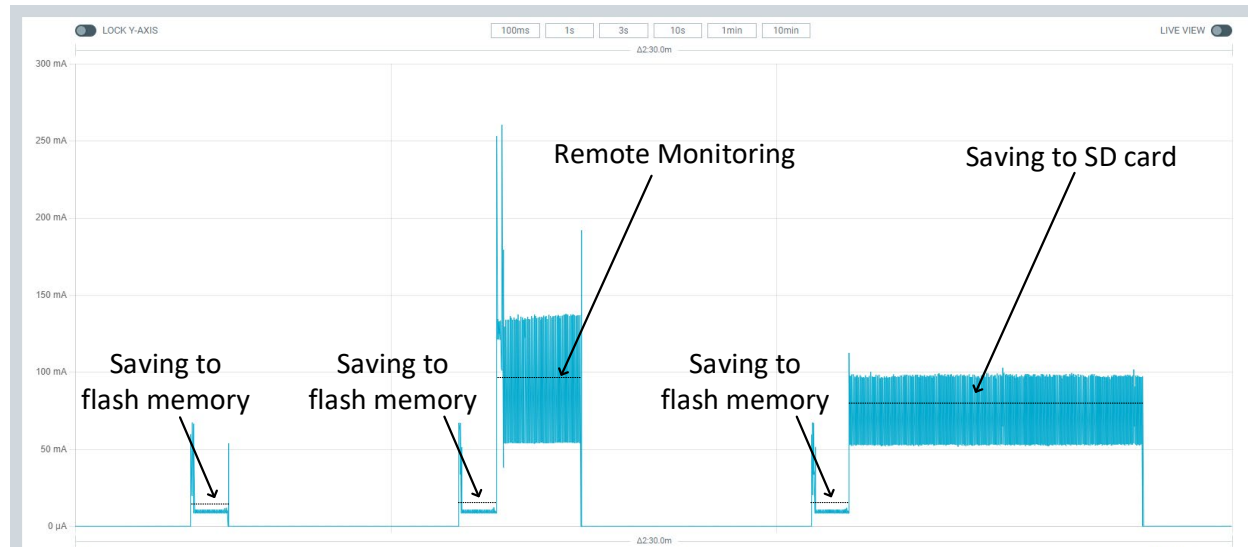 LOCK Y-AXIS
100ms 1s 3s 10s 1min 10min
LIVE VIEW
Δ2:30.0m
300 mA
250 mA
Remote Monitoring
Saving to SD card
200 mA
150 mA
Saving to
flash memory
Saving to
flash memory
Saving to
flash memory
100 mA
50 mA
0 µA
Δ2:30.0m